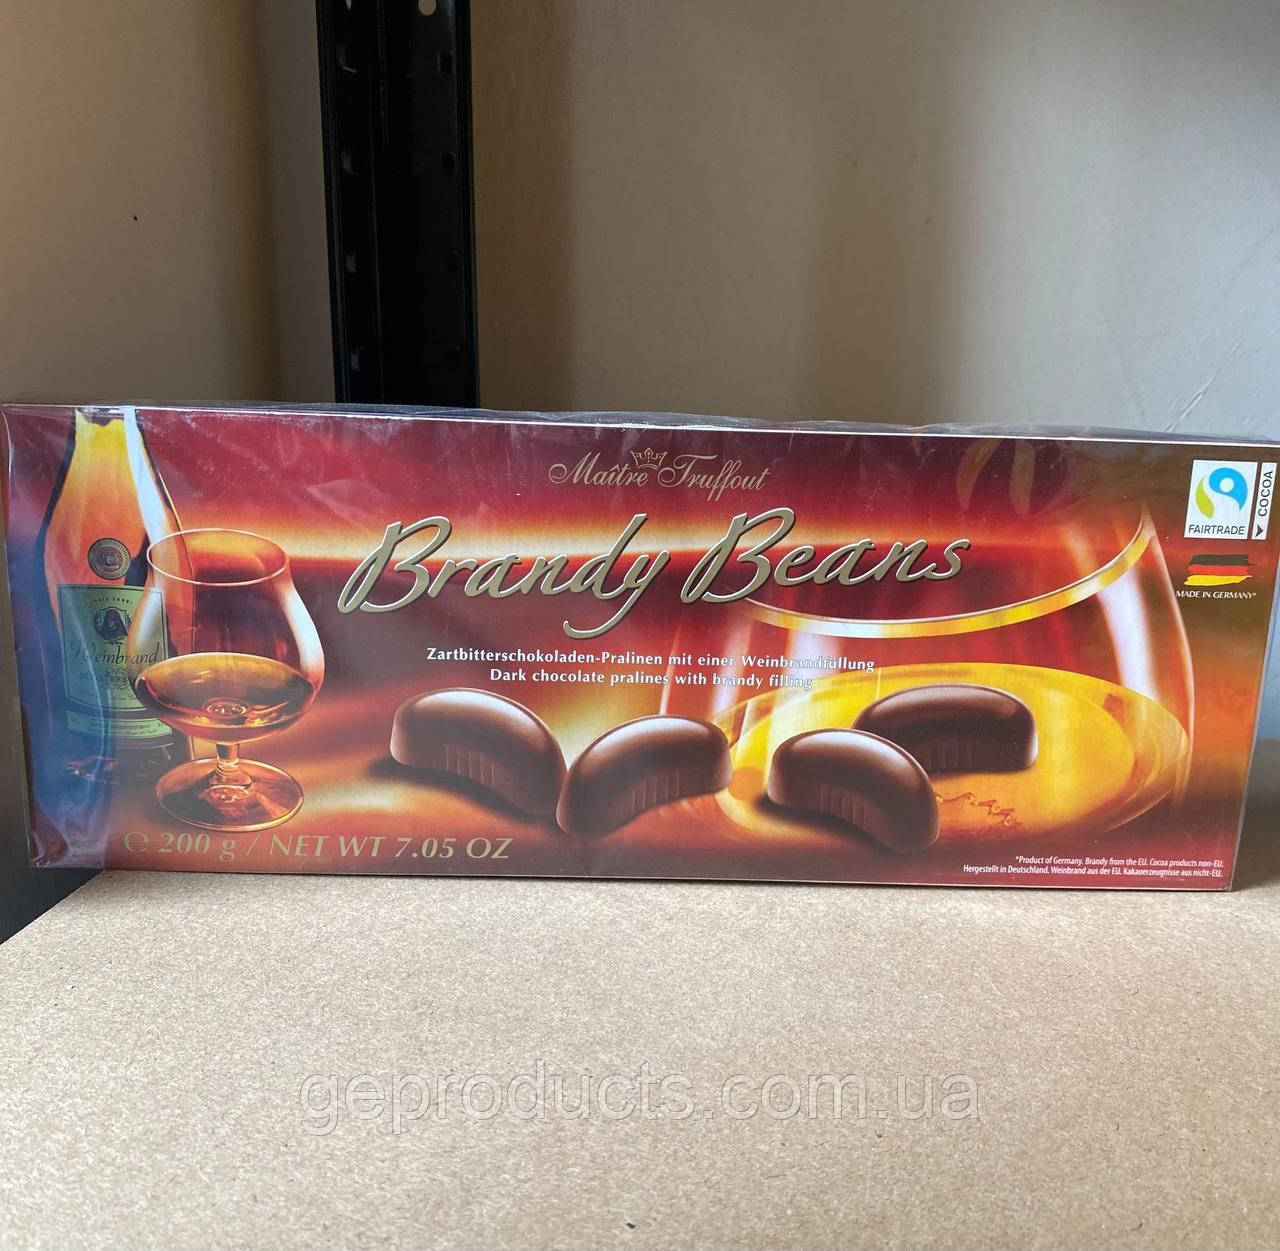 Maître Truffout
Brandy Beans
Zartbitterschokoladen-Pralinen mit einer Weinbrandfüllung
Dark chocolate pralines with brandy filling
FAIRTRADE
COCOA
MADE IN GERMANY*
Weinbrand
℮ 200 g / NET WT 7.05 OZ
*Product of Germany. Brandy from the EU. Cocoa products non-EU.
Hergestellt in Deutschland. Weinbrand aus der EU. Kakaoerzeugnisse aus nicht-EU.
geproducts.com.ua